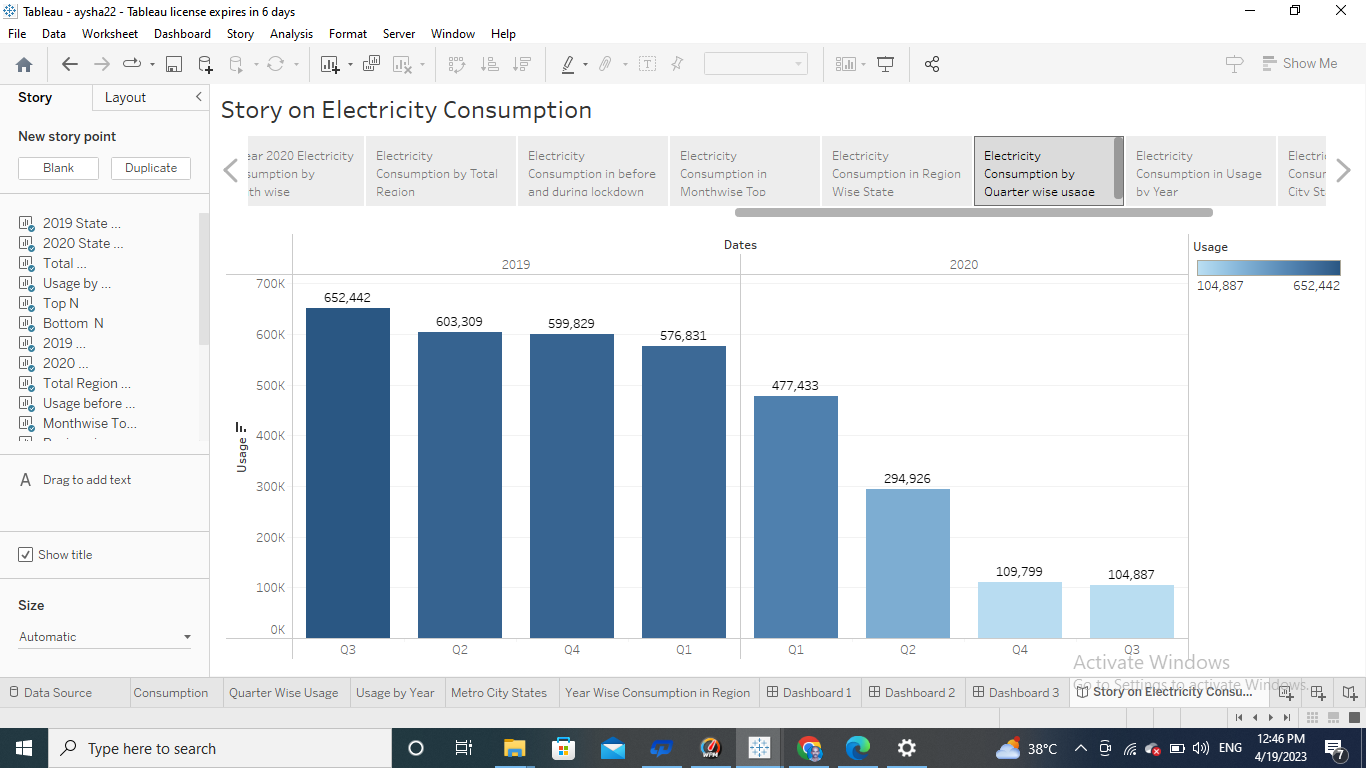 Tableau - aysha22 - Tableau license expires in 6 days
File Data Worksheet Dashboard Story Analysis Format Server Window Help
Show Me
Story Layout
New story point
Blank Duplicate
2019 State ...
2020 State ...
Total ...
Usage by ...
Top N
Bottom N
2019 ...
2020 ...
Total Region ...
Usage before ...
Monthwise To...
A Drag to add text
Show title
Size
Automatic
Story on Electricity Consumption
ear 2020 Electricity
sumption by
th wise
Electricity
Consumption by Total
Region
Electricity
Consumption in before
and during lockdown
Electricity
Consumption in
Monthwise Top
Electricity
Consumption in Region
Wise State
Electricity
Consumption by
Quarter wise usage
Electricity
Consumption in Usage
by Year
Electri
Consur
City St
Dates
2019 2020
700K
600K
500K
400K
300K
200K
100K
0K
Usage
652,442
603,309
599,829
576,831
477,433
294,926
109,799
104,887
Q3 Q2 Q4 Q1 Q1 Q2 Q4 Q3
Usage
104,887 652,442
Activate Windows
Go to Settings to activate Windows.
Data Source Consumption Quarter Wise Usage Usage by Year Metro City States Year Wise Consumption in Region Dashboard 1 Dashboard 2 Dashboard 3 Story on Electricity Consu...
Type here to search
WPM
38°C
ENG
12:46 PM
4/19/2023
7